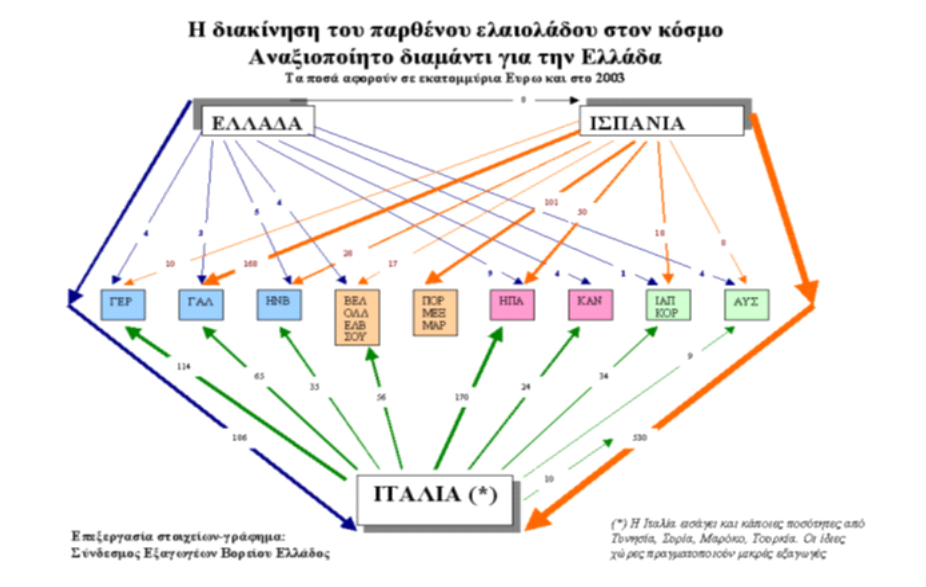 Η διακίνηση του παρθένου ελαιολάδου στον κόσμο
Αναξιοποίητο διαμάντι για την Ελλάδα
Τα ποσά αφορούν σε εκατομμύρια Ευρω και στο 2003
8
ΕΛΛΑΔΑ
ΙΣΠΑΝΙΑ
101
50
4
3
5
4
18
8
10
168
28
17
9
4
1
4
ΓΕΡ
ΓΑΛ
ΗΝΒ
ΒΕΛ
ΟΛΛ
ΕΛΒ
ΣΟΥ
ΠΟΡ
ΜΕΞ
ΜΑΡ
ΗΠΑ
ΚΑΝ
ΙΑΠ
ΚΟΡ
ΑΥΣ
114
65
35
56
170
24
34
9
186
530
10
ΙΤΑΛΙΑ (*)
Επεξεργασία στοιχείων-γράφημα:
Σύνδεσμος Εξαγωγέων Βορείου Ελλάδος
(*) Η Ιταλία εισάγει και κάποιες ποσότητες από
Τυνησία, Συρία, Μαρόκο, Τουρκία. Οι ίδιες
χώρες πραγματοποιούν μικρές εξαγωγές